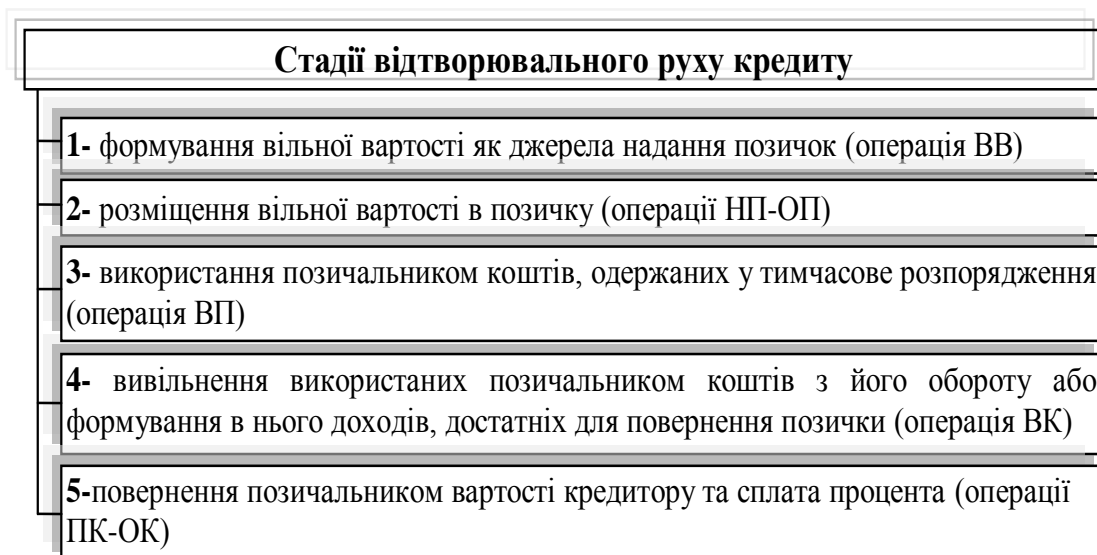 Стадії відтворювального руху кредиту
1- формування вільної вартості як джерела надання позичок (операція ВВ)
2- розміщення вільної вартості в позичку (операції НП-ОП)
3- використання позичальником коштів, одержаних у тимчасове розпорядження
(операція ВП)
4- вивільнення використаних позичальником коштів з його обороту або
формування в нього доходів, достатніх для повернення позички (операція ВК)
5-повернення позичальником вартості кредитору та сплата процента (операції
ПК-ОК)